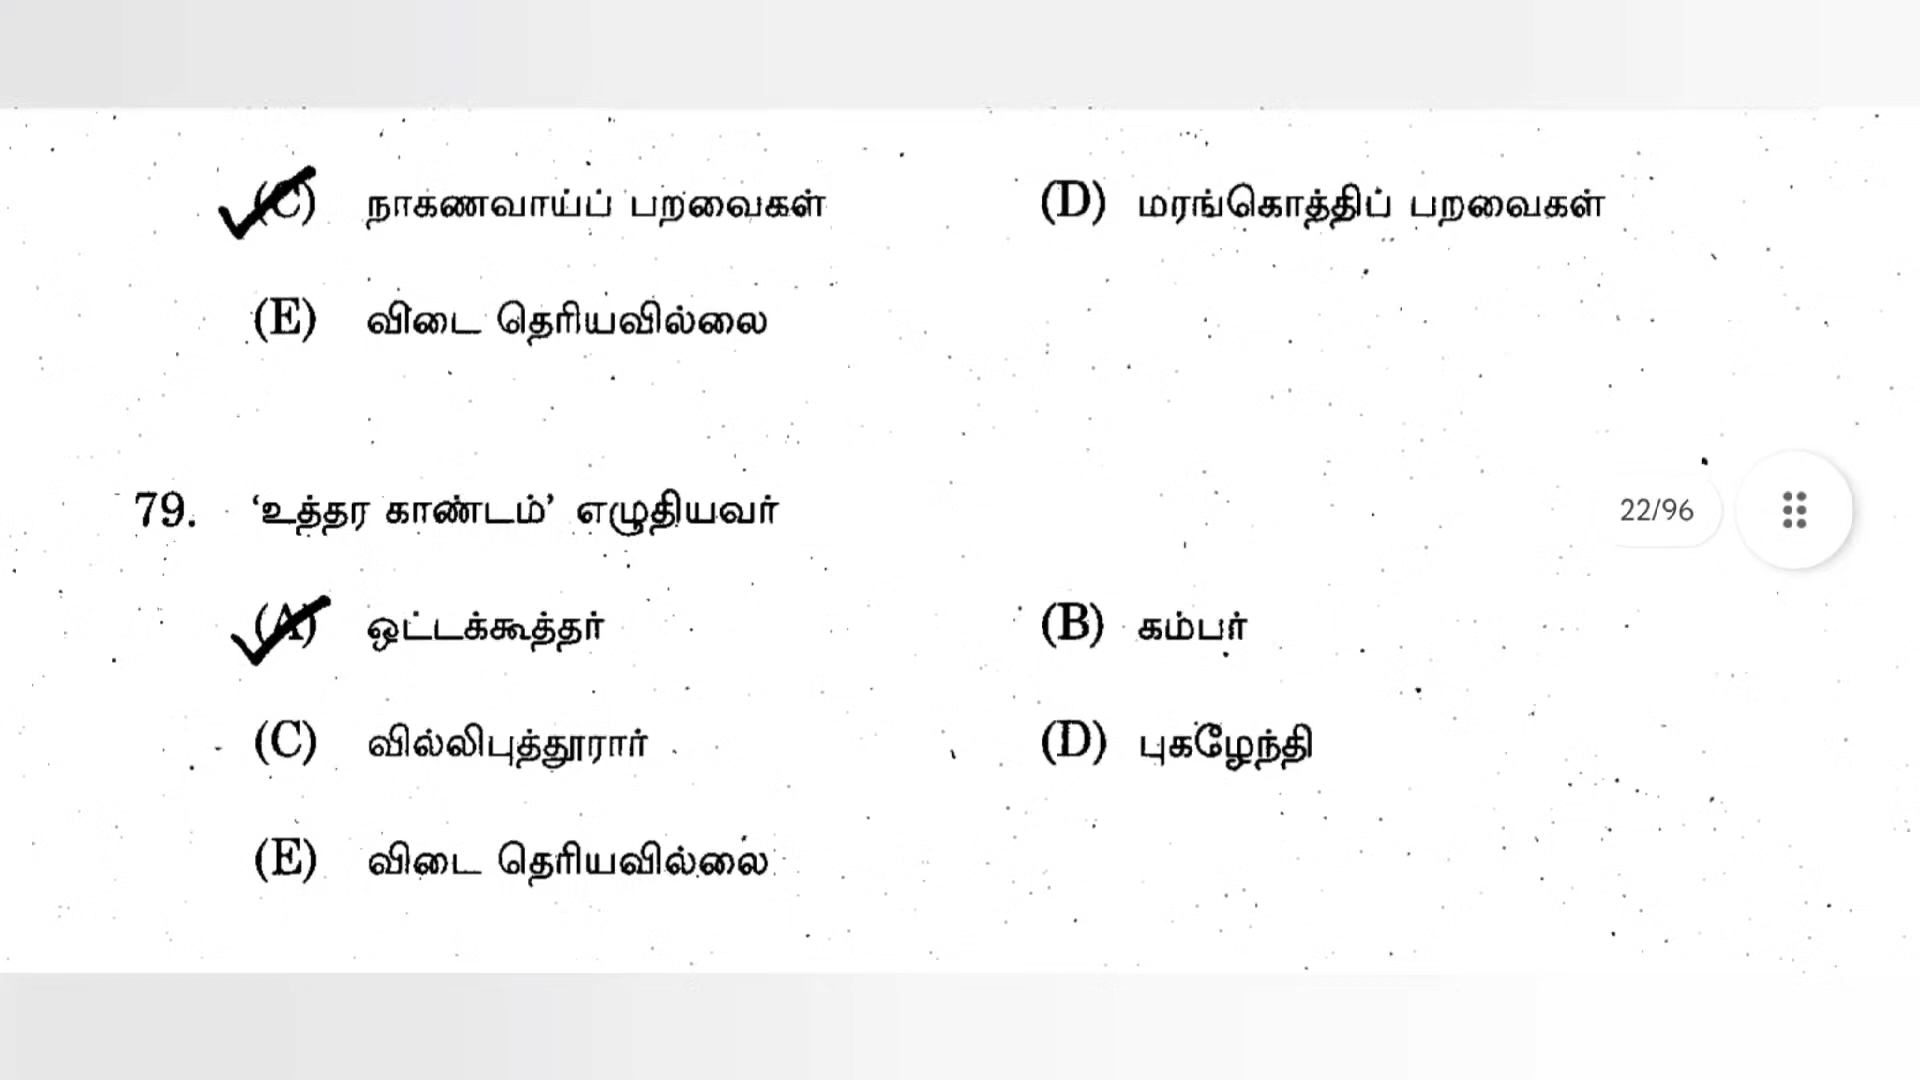 (C) நாகணவாய்ப் பறவைகள் (D) மரங்கொத்திப் பறவைகள்
(E) விடை தெரியவில்லை
79. ‘உத்தர காண்டம்’ எழுதியவர்
22/96
(A) ஒட்டக்கூத்தர் (B) கம்பர்
(C) வில்லிபுத்தூரார் (D) புகழேந்தி
(E) விடை தெரியவில்லை